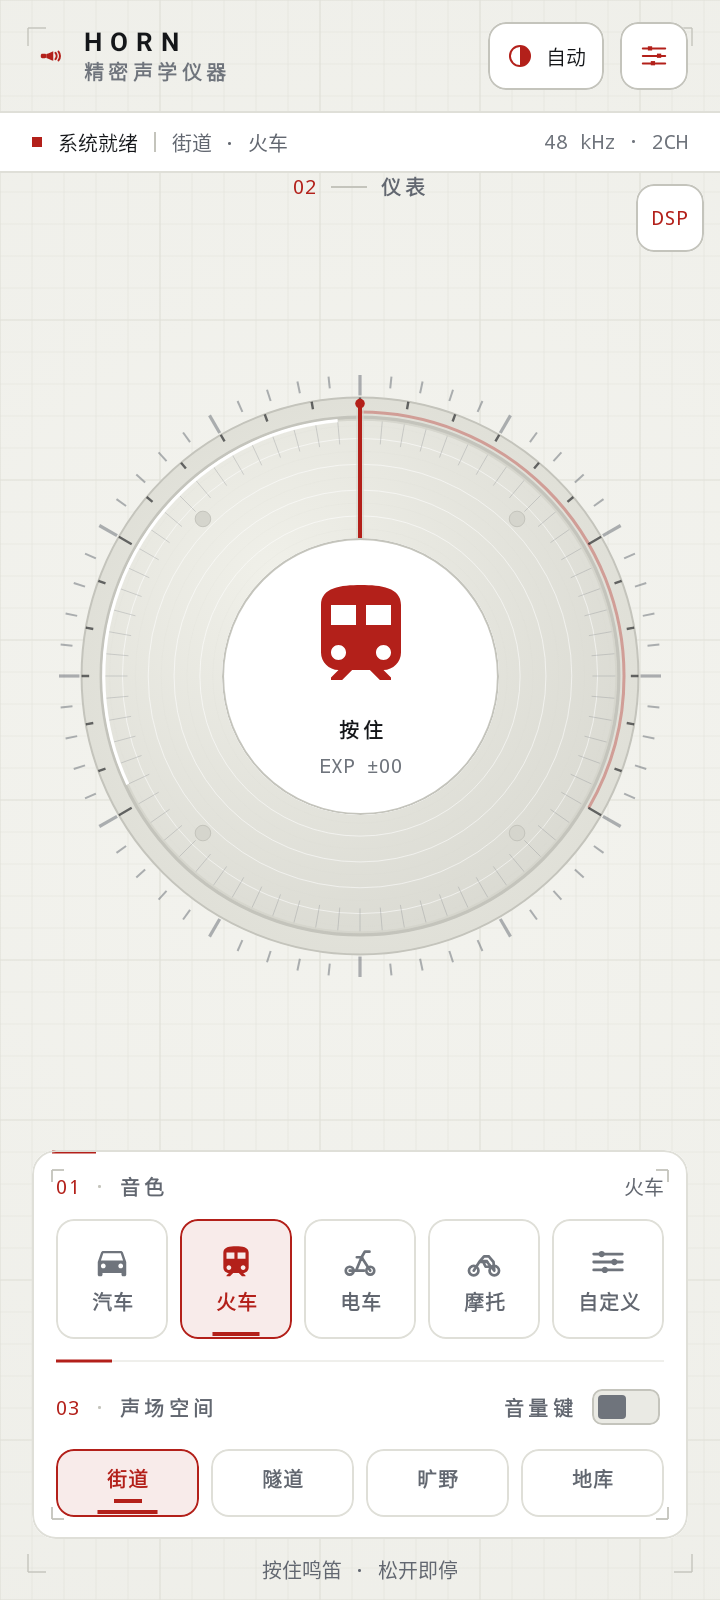 HORN
精密声学仪器
自动
系统就绪 街道 · 火车 48 kHz · 2CH
02 — 仪表
DSP
按住
EXP ±00
01 · 音色 火车
汽车 火车 电车 摩托 自定义
03 · 声场空间 音量键
街道 隧道 旷野 地库
按住鸣笛 · 松开即停